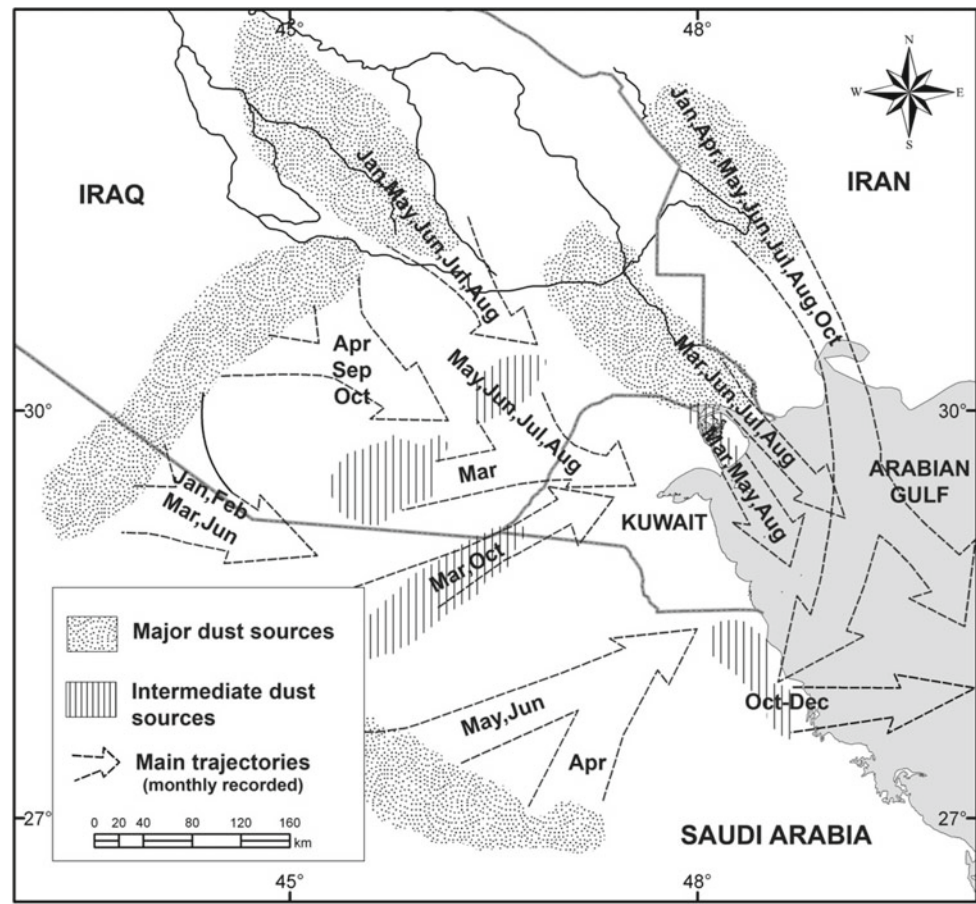 45°
48°
N
W
E
S
Jan,Apr,May,Jun,Jul,Aug,Oct
IRAQ
IRAN
Jan,May,Jun,Jul,Aug
Apr
Sep
Oct
May,Jun,Jul,Aug
Mar,Jun,Jul,Aug
30°
30°
Mar
Mar,May,Aug
ARABIAN
GULF
Jan,Feb
Mar,Jun
KUWAIT
Mar,Oct
Major dust sources
Intermediate dust
sources
Main trajectories
(monthly recorded)
0 20 40 80 120 160
km
May,Jun
Oct-Dec
Apr
27°
27°
SAUDI ARABIA
45°
48°